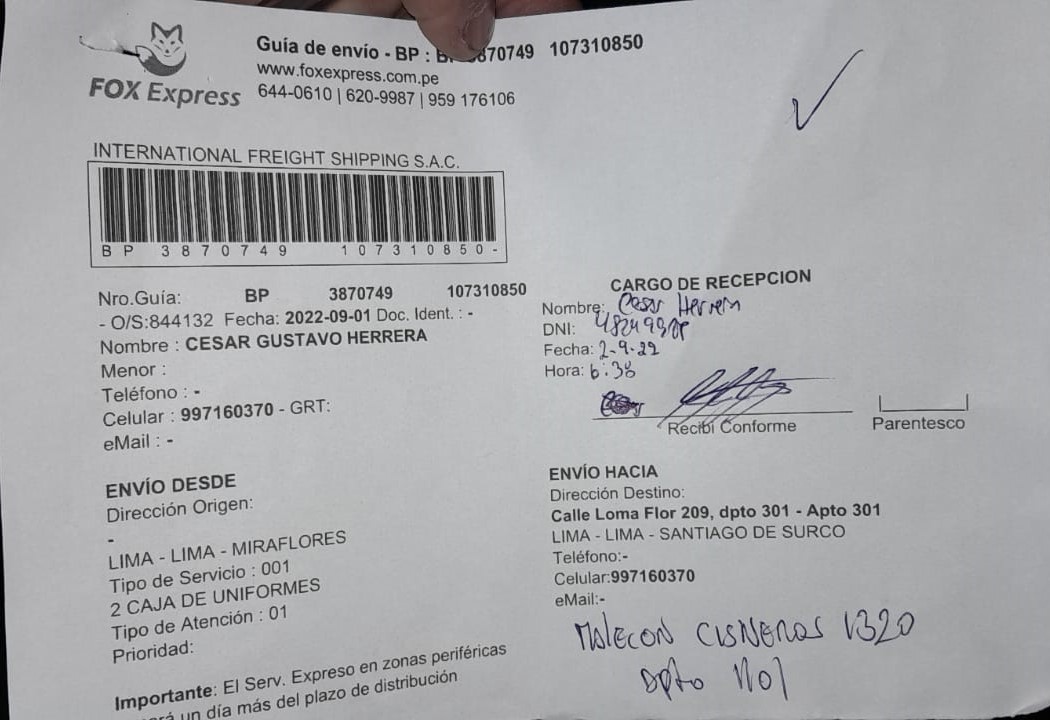 FOX Express
Guía de envío - BP : B 870749 107310850
www.foxexpress.com.pe
644-0610 | 620-9987 | 959 176106
INTERNATIONAL FREIGHT SHIPPING S.A.C.
BP 3870749 107310850-
Nro.Guía: BP 3870749 107310850
- O/S:844132 Fecha: 2022-09-01 Doc. Ident. : -
Nombre : CESAR GUSTAVO HERRERA
Menor :
Teléfono : -
Celular : 997160370 - GRT:
eMail : -
CARGO DE RECEPCION
Nombre: Cesar Herrera
DNI:
Fecha: 2-9-22
Hora: 6:38
Recibí Conforme
Parentesco
ENVÍO DESDE
Dirección Origen:
-
LIMA - LIMA - MIRAFLORES
Tipo de Servicio : 001
2 CAJA DE UNIFORMES
Tipo de Atención : 01
Prioridad:
ENVÍO HACIA
Dirección Destino:
Calle Loma Flor 209, dpto 301 - Apto 301
LIMA - LIMA - SANTIAGO DE SURCO
Teléfono:-
Celular:997160370
eMail:-
Malecon Cisneros 1320
Dpto 1101
Importante: El Serv. Expreso en zonas periféricas
un día más del plazo de distribución